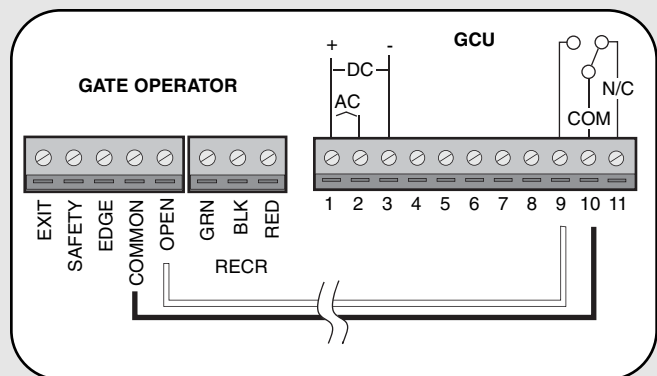 GATE OPERATOR
EXIT
SAFETY
EDGE
COMMON
OPEN
GRN
BLK
RED
RECR
GCU
+ -
DC
AC
N/C
COM
1 2 3 4 5 6 7 8 9 10 11